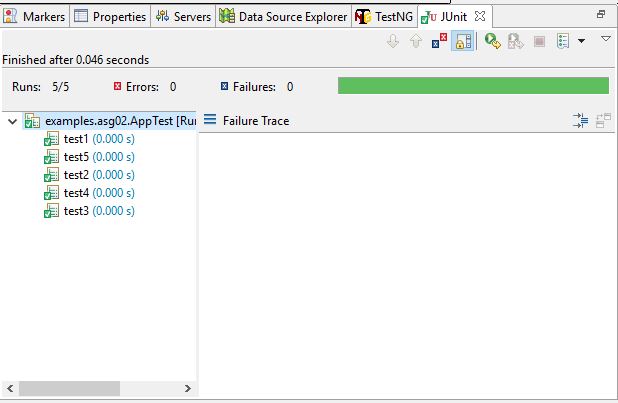 Markers Properties Servers Data Source Explorer TestNG JUnit
Finished after 0.046 seconds
Runs: 5/5 Errors: 0 Failures: 0
examples.asg02.AppTest [Ru Failure Trace
test1 (0.000 s)
test5 (0.000 s)
test2 (0.000 s)
test4 (0.000 s)
test3 (0.000 s)